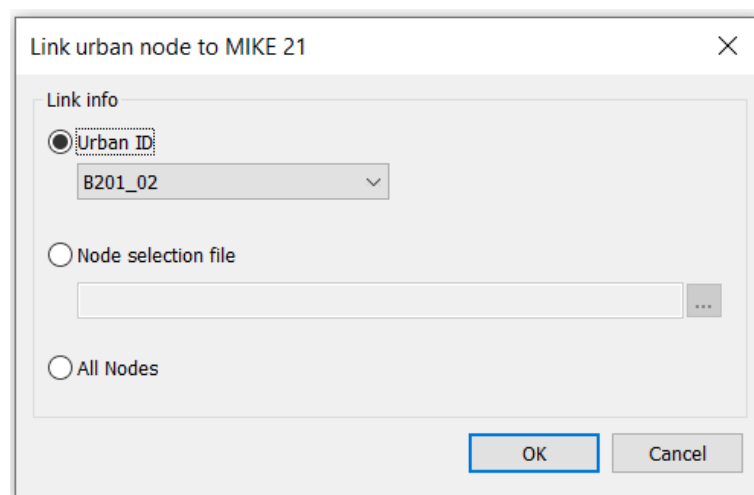 Link urban node to MIKE 21
Link info
Urban ID
B201_02
Node selection file
...
All Nodes
OK
Cancel